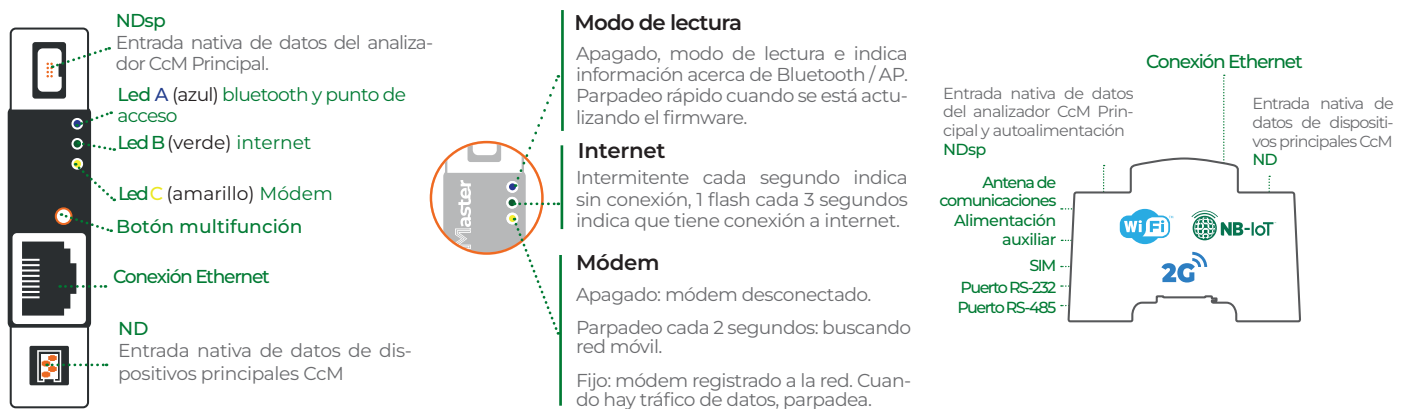 NDsp
Entrada nativa de datos del analiza-
dor CcM Principal.
Led A (azul) bluetooth y punto de
acceso
Led B (verde) internet
Led C (amarillo) Módem
Botón multifunción
Conexión Ethernet
ND
Entrada nativa de datos de dis-
positivos principales CcM
Master
Modo de lectura
Apagado, modo de lectura e indica
información acerca de Bluetooth / AP.
Parpadeo rápido cuando se está actu-
lizando el firmware.
Internet
Intermitente cada segundo indica
sin conexión, 1 flash cada 3 segundos
indica que tiene conexión a internet.
Módem
Apagado: módem desconectado.
Parpadeo cada 2 segundos: buscando
red móvil.
Fijo: módem registrado a la red. Cuan-
do hay tráfico de datos, parpadea.
Conexión Ethernet
Entrada nativa de datos
del analizador CcM Prin-
cipal y autoalimentación
NDsp
Entrada nativa de
datos de dispositi-
vos principales CcM
ND
Antena de
comunicaciones
Alimentación
auxiliar
SIM
Puerto RS-232
Puerto RS-485
WiFi
NB-IoT
2G